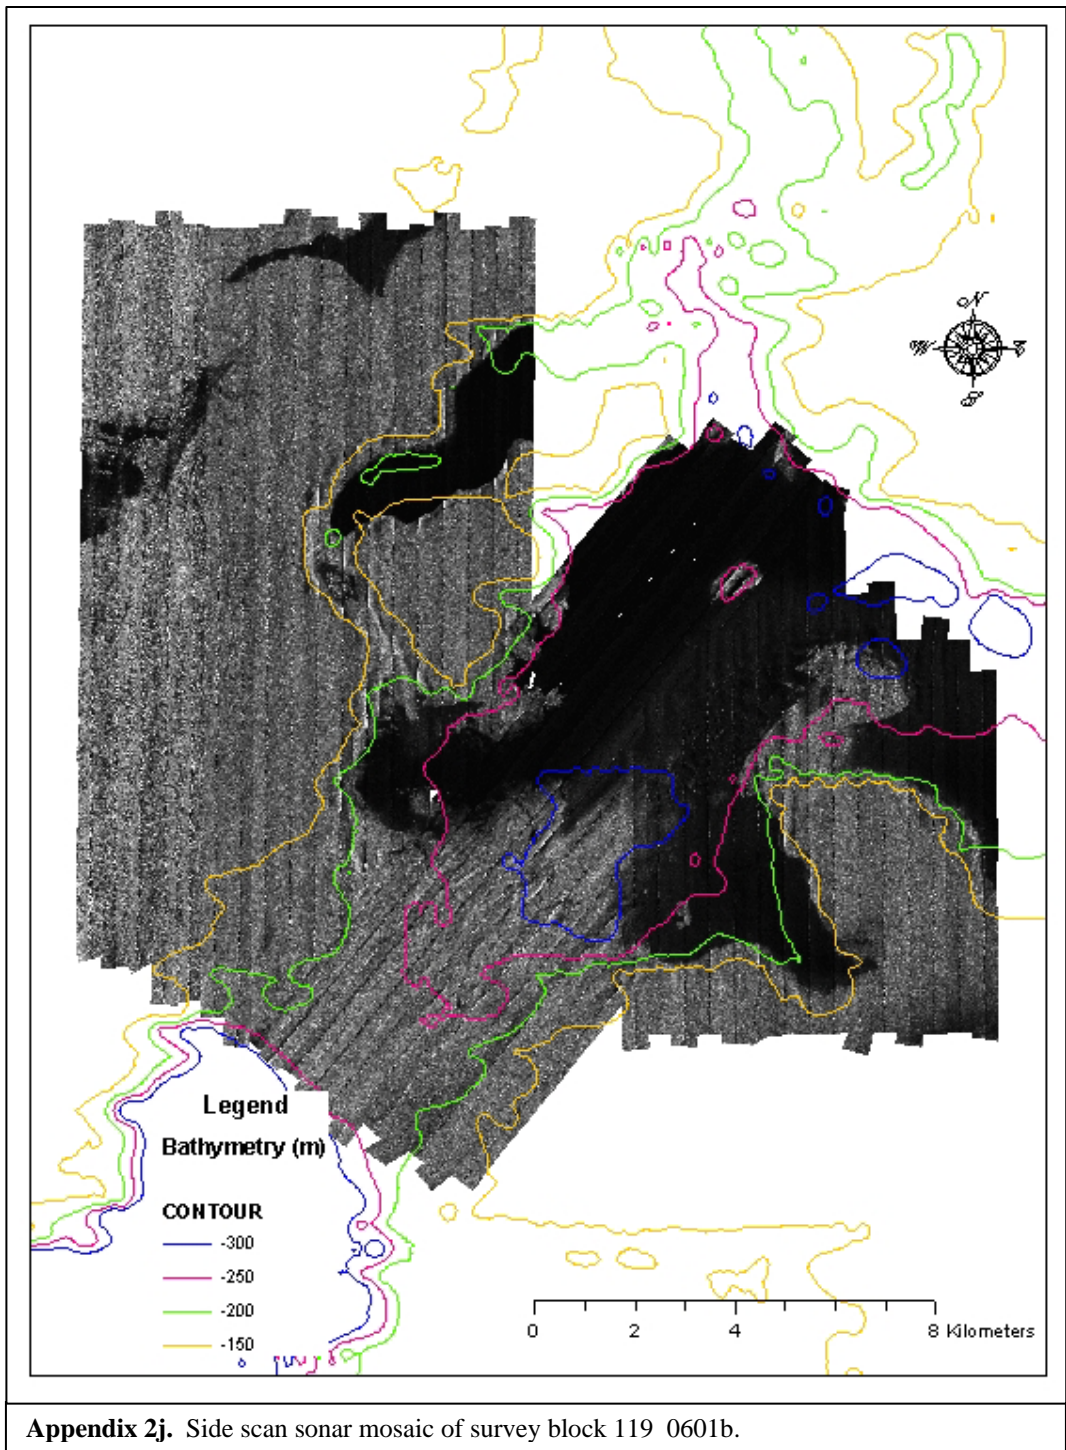 N
W
S
Legend
Bathymetry (m)
CONTOUR
-300
-250
-200
-150
0 2 4 8 Kilometers
Appendix 2j. Side scan sonar mosaic of survey block 119 0601b.